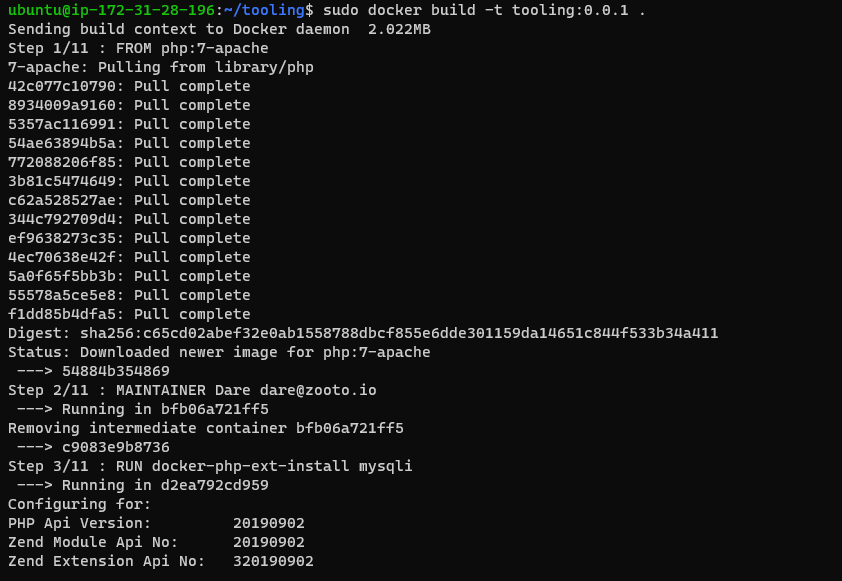 ubuntu@ip-172-31-28-196:~/tooling$ sudo docker build -t tooling:0.0.1 .
Sending build context to Docker daemon  2.022MB
Step 1/11 : FROM php:7-apache
7-apache: Pulling from library/php
42c077c10790: Pull complete
8934009a9160: Pull complete
5357ac116991: Pull complete
54ae63894b5a: Pull complete
772088206f85: Pull complete
3b81c5474649: Pull complete
c62a528527ae: Pull complete
344c792709d4: Pull complete
ef9638273c35: Pull complete
4ec70638e42f: Pull complete
5a0f65f5bb3b: Pull complete
55578a5ce5e8: Pull complete
f1dd85b4dfa5: Pull complete
Digest: sha256:c65cd02abef32e0ab1558788dbcf855e6dde301159da14651c844f533b34a411
Status: Downloaded newer image for php:7-apache
 ---> 54884b354869
Step 2/11 : MAINTAINER Dare dare@zooto.io
 ---> Running in bfb06a721ff5
Removing intermediate container bfb06a721ff5
 ---> c9083e9b8736
Step 3/11 : RUN docker-php-ext-install mysqli
 ---> Running in d2ea792cd959
Configuring for:
PHP Api Version:         20190902
Zend Module Api No:      20190902
Zend Extension Api No:   320190902